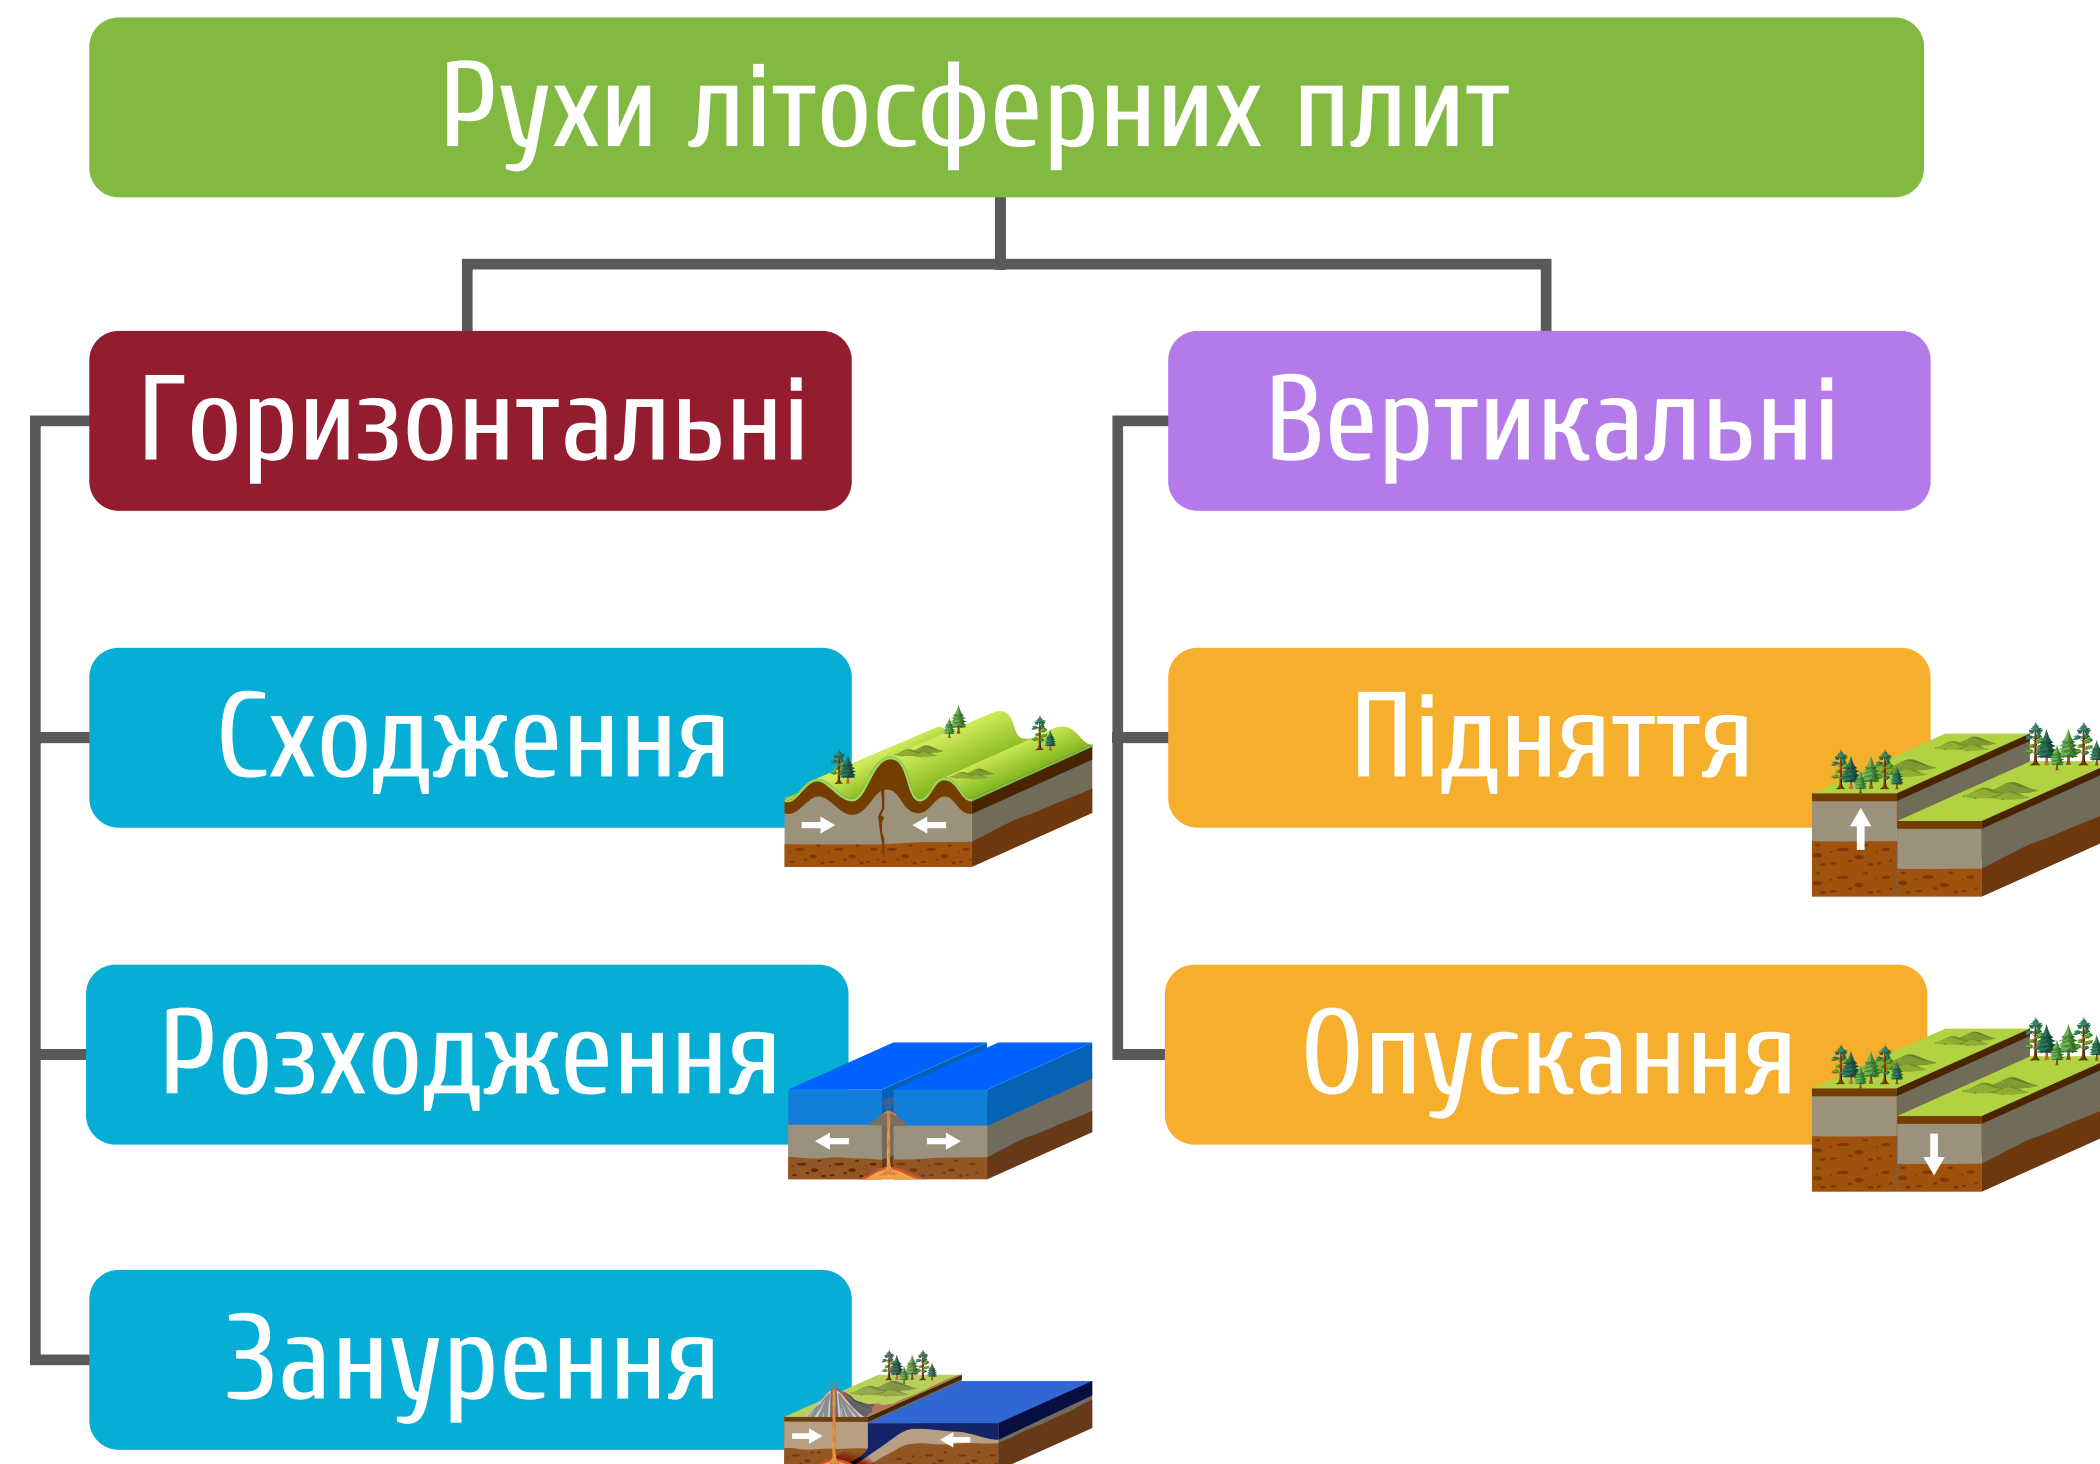 Рухи літосферних плит
Горизонтальні
Вертикальні
Сходження
Підняття
Розходження
Опускання
Занурення